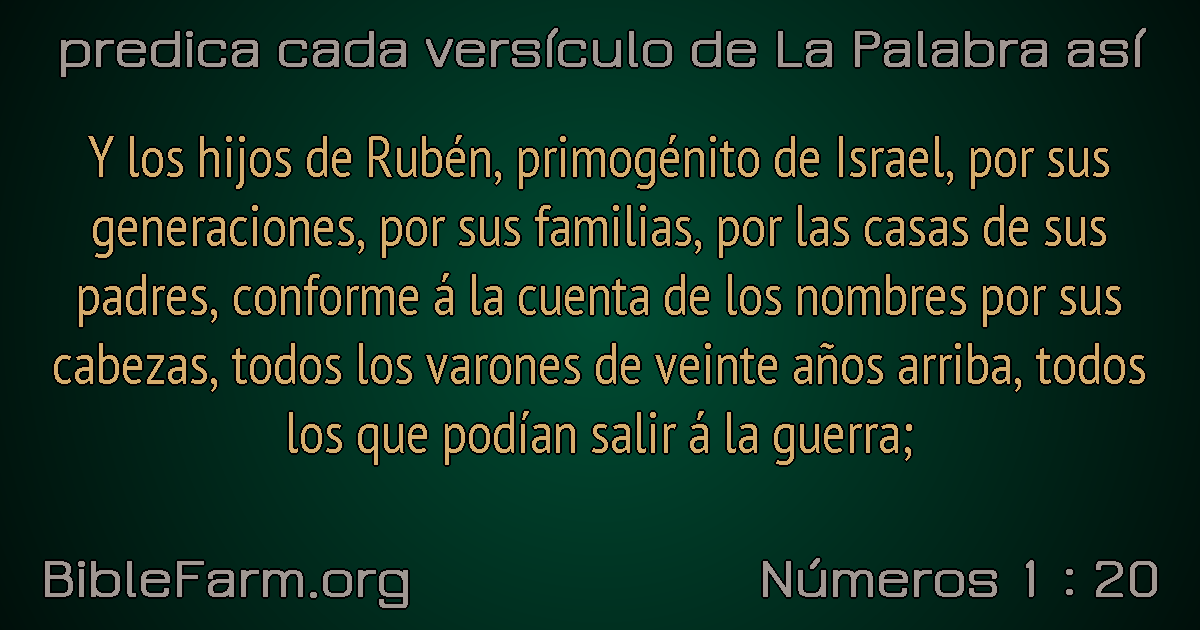 predica cada versículo de La Palabra así
Y los hijos de Rubén, primogénito de Israel, por sus
generaciones, por sus familias, por las casas de sus
padres, conforme á la cuenta de los nombres por sus
cabezas, todos los varones de veinte años arriba, todos
los que podían salir á la guerra;
BibleFarm.org
Números 1 : 20